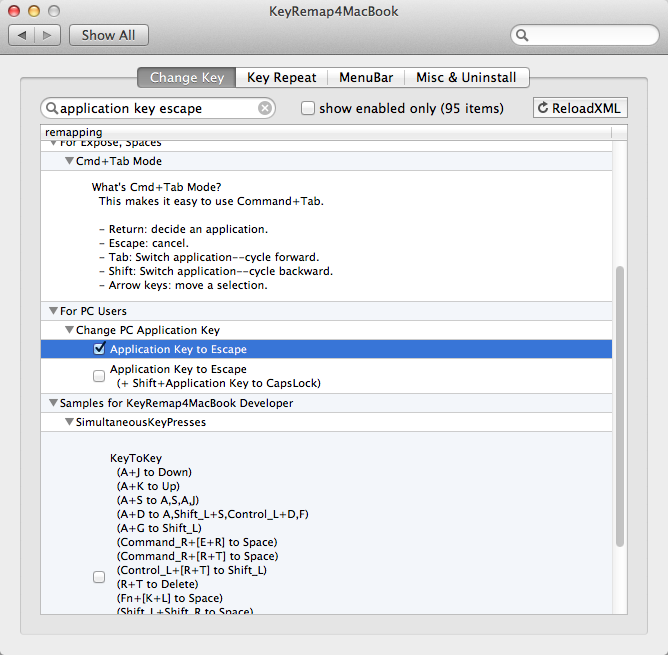 KeyRemap4MacBook
Show All
Change Key
Key Repeat
MenuBar
Misc & Uninstall
application key escape
show enabled only (95 items)
ReloadXML
remapping
For Expose, Spaces
Cmd+Tab Mode
What's Cmd+Tab Mode?
This makes it easy to use Command+Tab.
- Return: decide an application.
- Escape: cancel.
- Tab: Switch application--cycle forward.
- Shift: Switch application--cycle backward.
- Arrow keys: move a selection.
For PC Users
Change PC Application Key
Application Key to Escape
Application Key to Escape
(+ Shift+Application Key to CapsLock)
Samples for KeyRemap4MacBook Developer
SimultaneousKeyPresses
KeyToKey
(A+J to Down)
(A+K to Up)
(A+S to A,S,A,J)
(A+D to A,Shift_L+S,Control_L+D,F)
(A+G to Shift_L)
(Command_R+[E+R] to Space)
(Command_R+[R+T] to Space)
(Control_L+[R+T] to Shift_L)
(R+T to Delete)
(Fn+[K+L] to Space)
(Shift_L+Shift_R to Space)